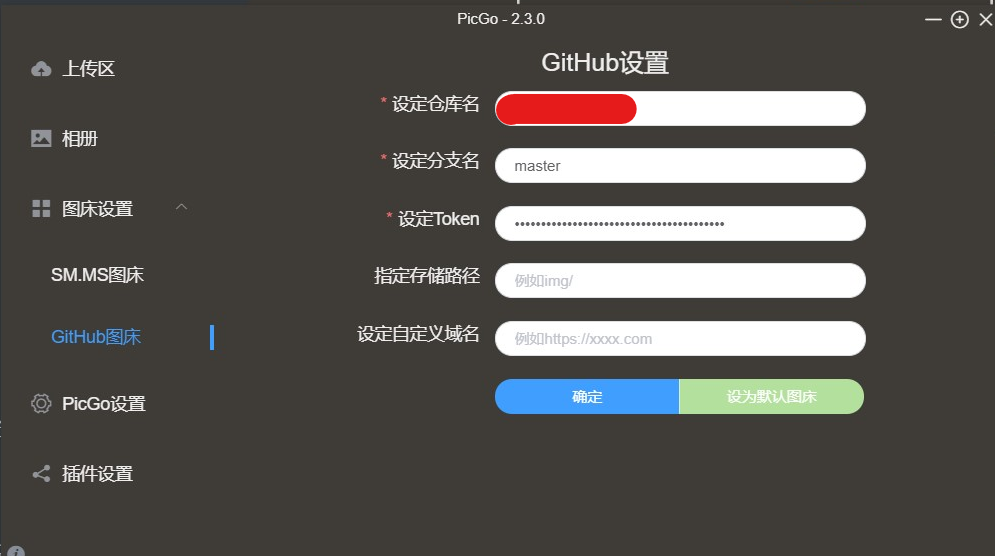 PicGo - 2.3.0
上传区
相册
图床设置
SM.MS图床
GitHub图床
PicGo设置
插件设置
GitHub设置
* 设定仓库名
* 设定分支名
master
* 设定Token
••••••••••••••••••••••••••••••••••••••••
指定存储路径
例如img/
设定自定义域名
例如https://xxxx.com
确定
设为默认图床